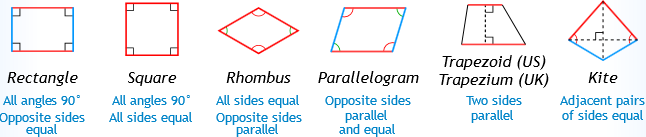 Rectangle
All angles 90°
Opposite sides
equal
Square
All angles 90°
All sides equal
Rhombus
All sides equal
Opposite sides
parallel
Parallelogram
Opposite sides
parallel
and equal
Trapezoid (US)
Trapezium (UK)
Two sides
parallel
Kite
Adjacent pairs
of sides equal